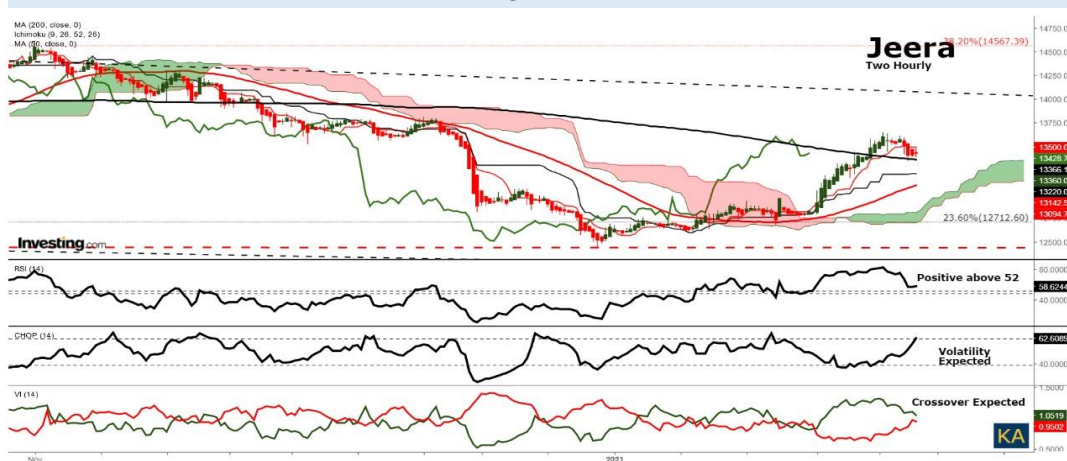 MA (200, close, 0)
Ichimoku (9, 26, 52, 26)
MA (50, close, 0)
Jeera
Two Hourly
38.20%(14567.39)
14750.0
14500.0
14250.0
14000.0
13750.0
13500.0
13428.7
13366.1
13360.0
13220.0
13142.5
13094.7
23.60%(12712.60)
12500.0
Investing.com
RSI (14)
Positive above 52
80.0000
58.6244
40.0000
CHOP (14)
Volatility
Expected
62.6085
40.0000
VI (14)
Crossover Expected
1.5000
1.0519
0.9502
0.5000
KA
Nov
2021